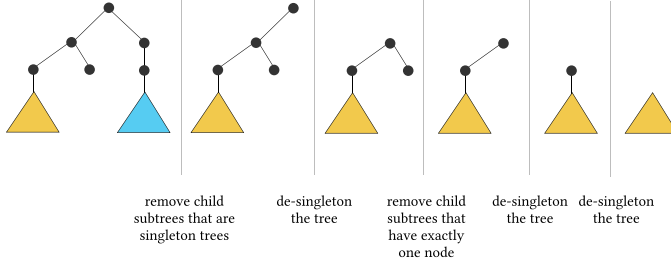 remove child
subtrees that are
singleton trees
de-singleton
the tree
remove child
subtrees that
have exactly
one node
de-singleton
the tree
de-singleton
the tree